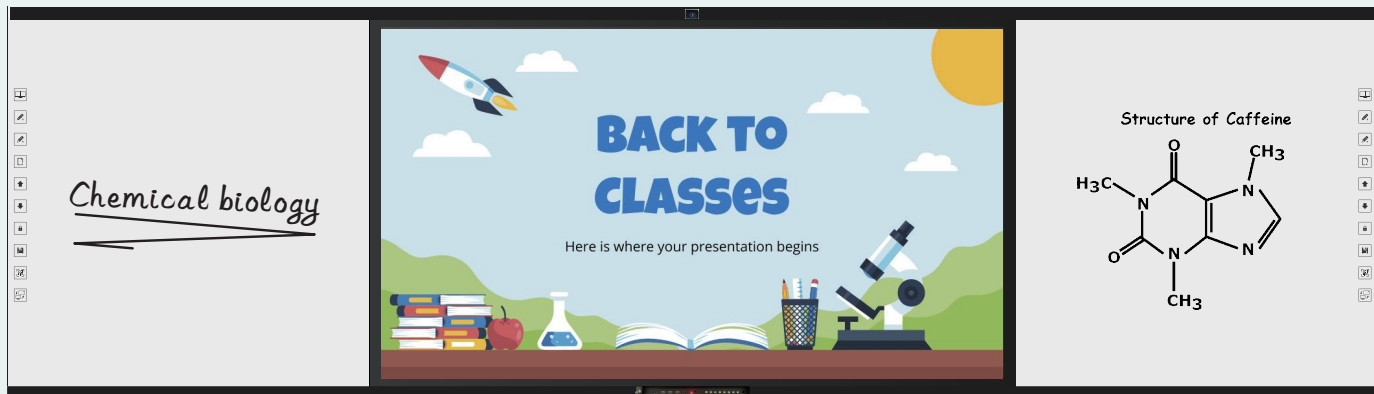 Chemical biology
BACK TO
CLASSES
Here is where your presentation begins
Structure of Caffeine
O
CH3
H3C
N
N
O
N
N
CH3